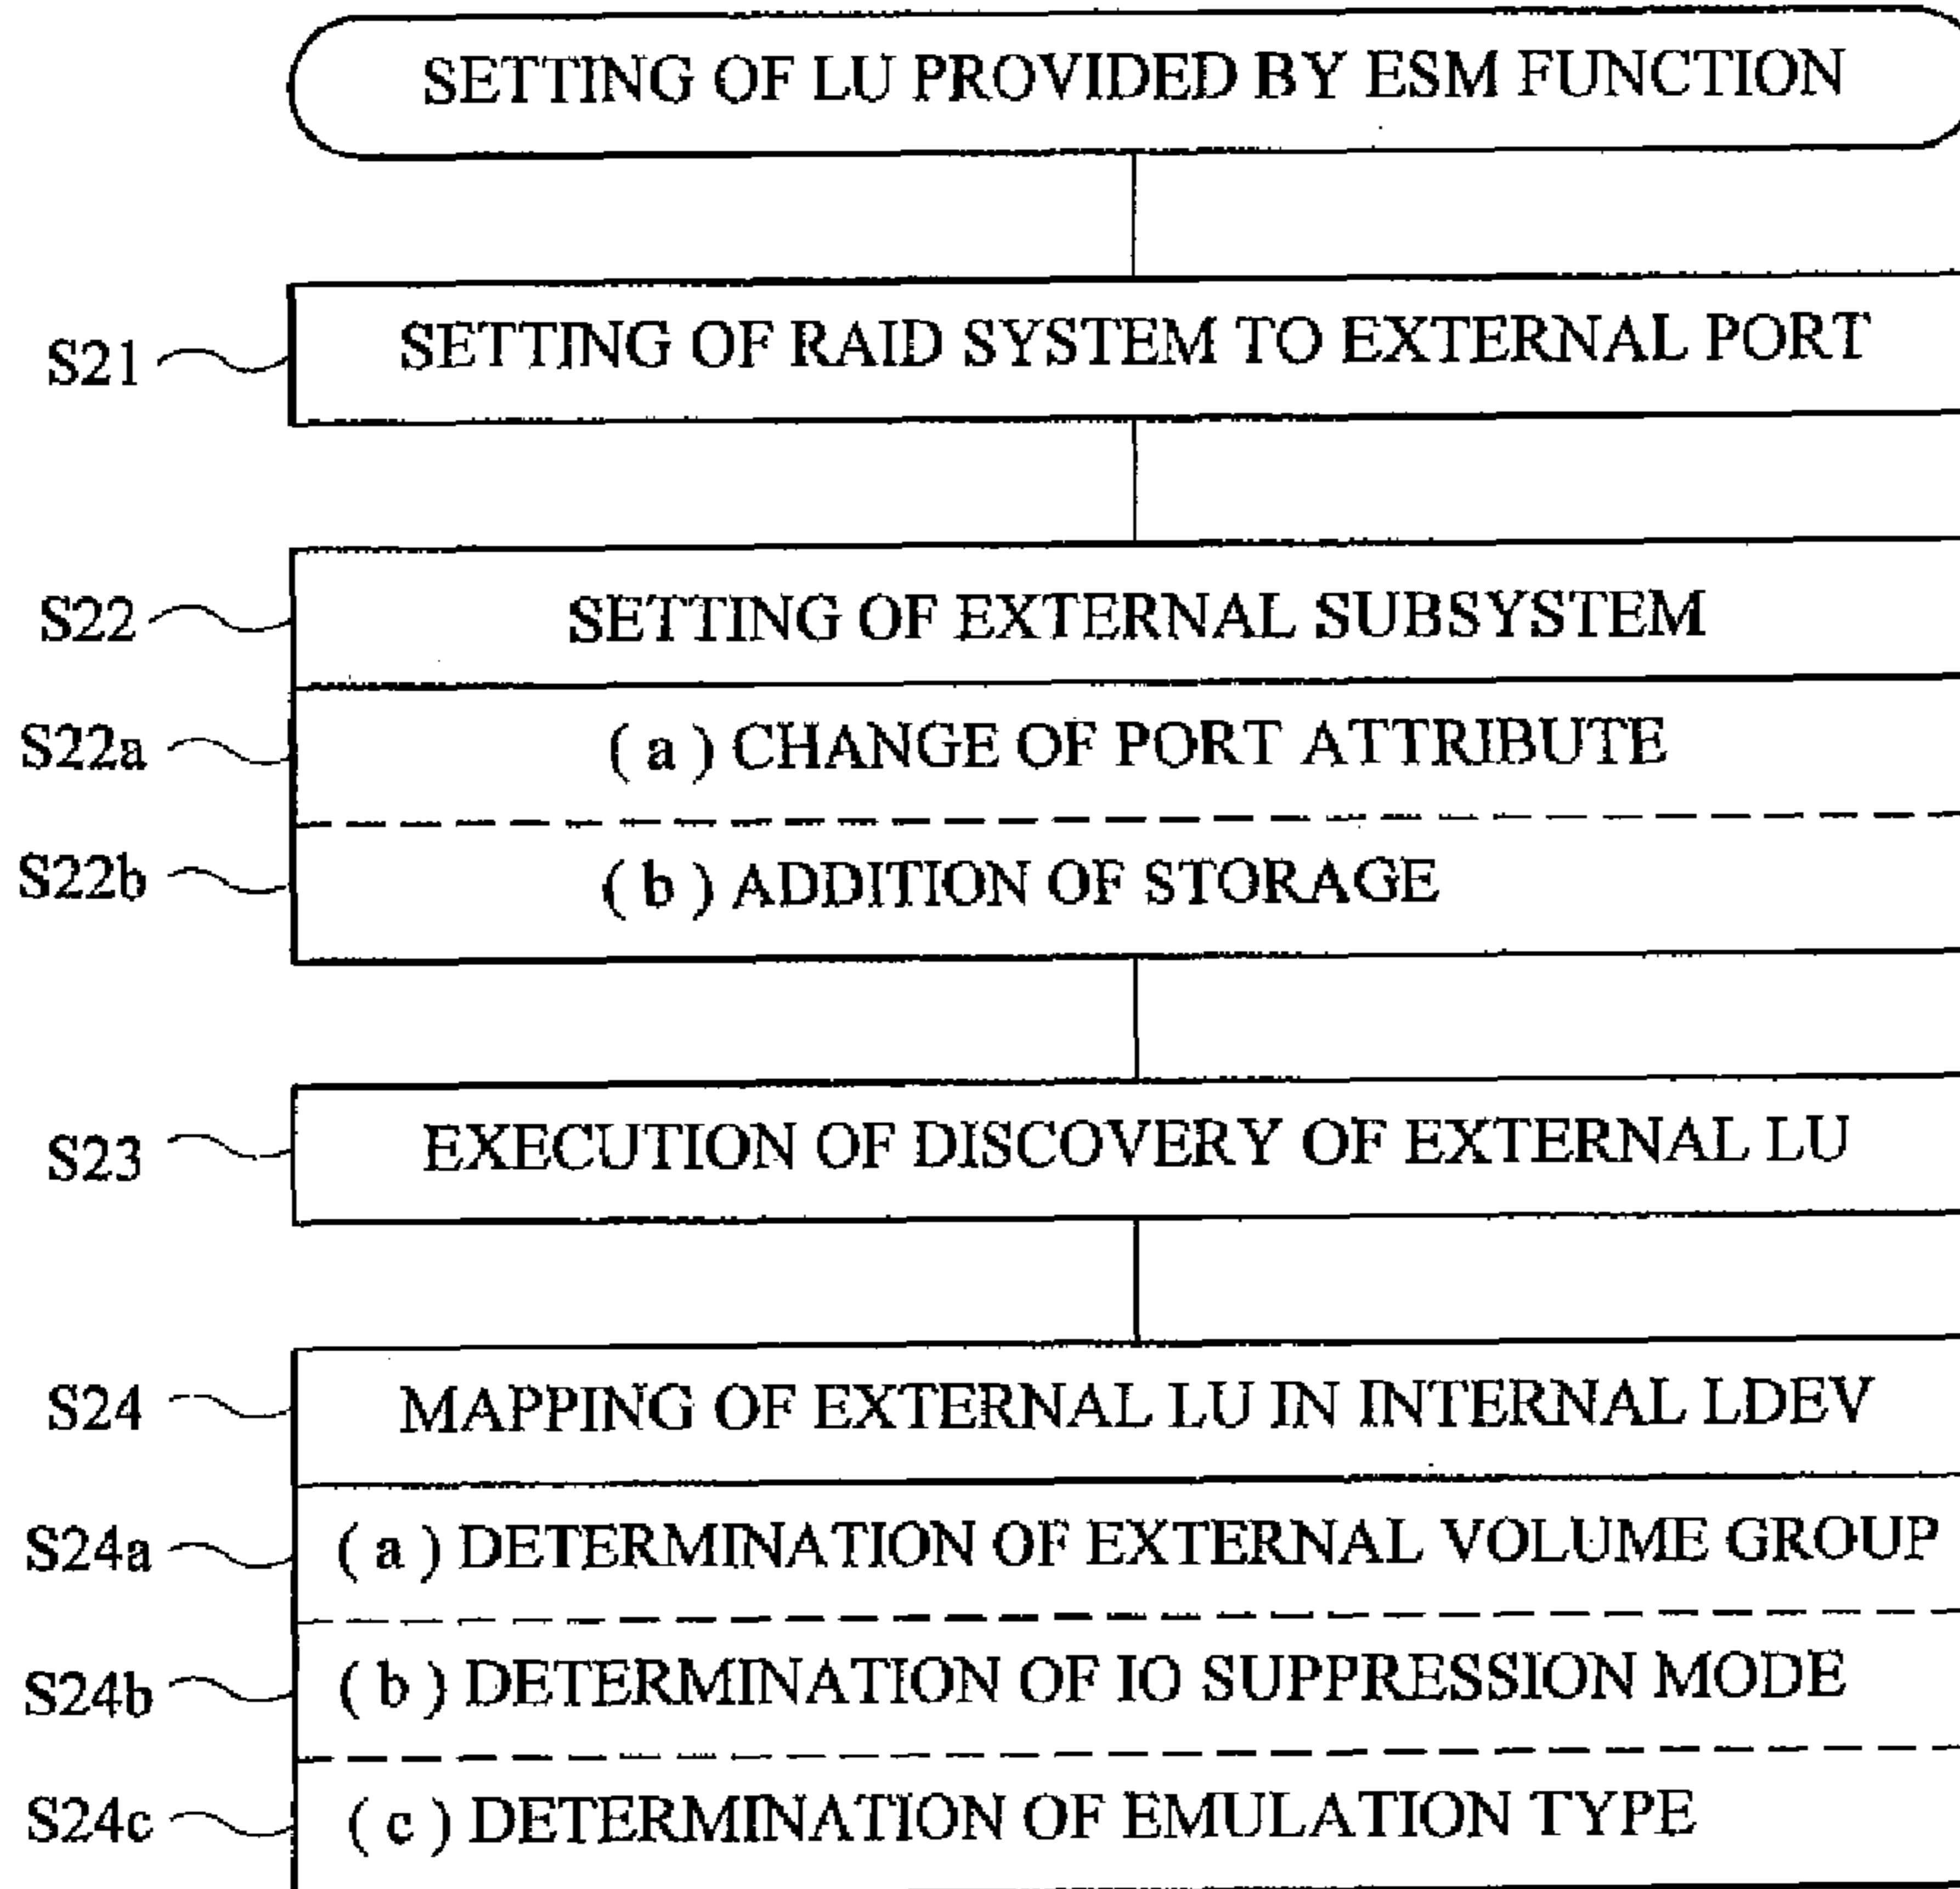 SETTING OF LU PROVIDED BY ESM FUNCTION
S21 SETTING OF RAID SYSTEM TO EXTERNAL PORT
S22 SETTING OF EXTERNAL SUBSYSTEM
S22a (a) CHANGE OF PORT ATTRIBUTE
S22b (b) ADDITION OF STORAGE
S23 EXECUTION OF DISCOVERY OF EXTERNAL LU
S24 MAPPING OF EXTERNAL LU IN INTERNAL LDEV
S24a (a) DETERMINATION OF EXTERNAL VOLUME GROUP
S24b (b) DETERMINATION OF IO SUPPRESSION MODE
S24c (c) DETERMINATION OF EMULATION TYPE